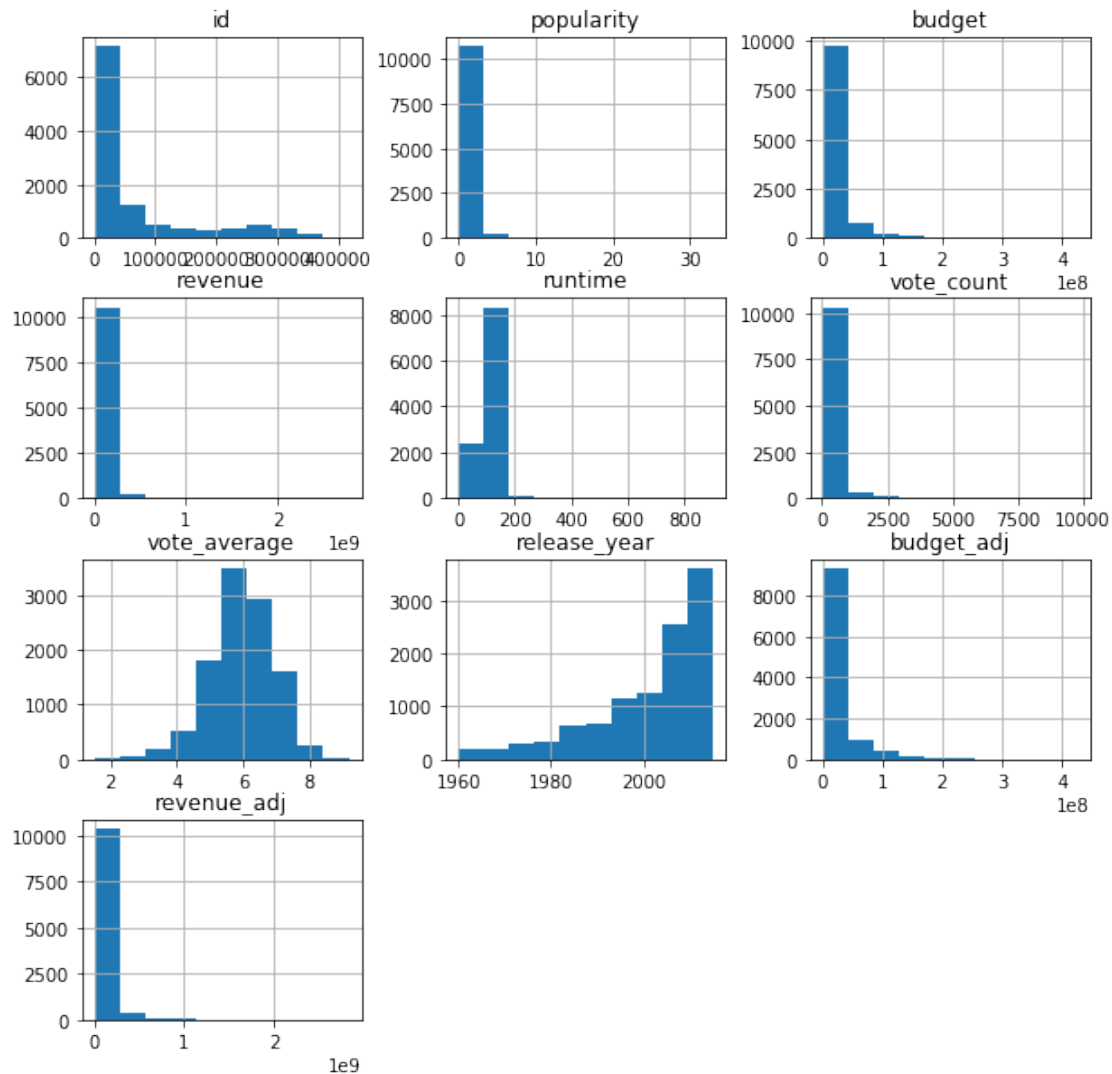 id popularity budget
6000 10000 10000
4000 7500 7500
2000 5000 5000
0 2500 2500
0 0
0 100000 200000 300000 400000 0 10 20 30 0 1 2 3 4
1e8
revenue runtime vote_count
10000 8000 10000
7500 6000 7500
5000 4000 5000
2500 2000 2500
0 0 0
0 1 2 0 200 400 600 800 0 2500 5000 7500 10000
1e9
vote_average release_year budget_adj
3000 3000 8000
2000 2000 6000
1000 1000 4000
0 0 2000
0
2 4 6 8 1960 1980 2000 0 1 2 3 4
1e8
revenue_adj
10000
7500
5000
2500
0
0 1 2
1e9